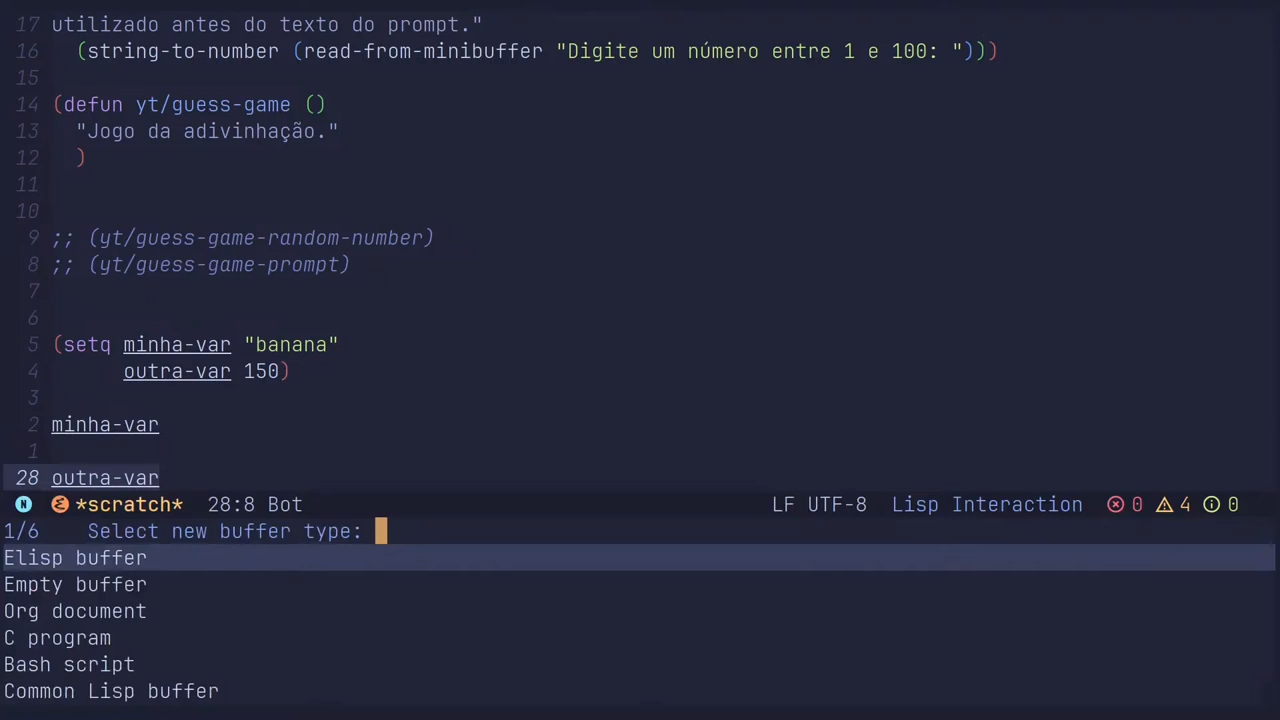 17 utilizado antes do texto do prompt."
16 (string-to-number (read-from-minibuffer "Digite um número entre 1 e 100: ")))
15
14 (defun yt/guess-game ()
13 "Jogo da adivinhação."
12 )
11
10
9 ;; (yt/guess-game-random-number)
8 ;; (yt/guess-game-prompt)
7
6
5 (setq minha-var "banana"
4 outra-var 150)
3
2 minha-var
1
28 outra-var
N *scratch* 28:8 Bot LF UTF-8 Lisp Interaction 0 4 0
1/6 Select new buffer type:
Elisp buffer
Empty buffer
Org document
C program
Bash script
Common Lisp buffer